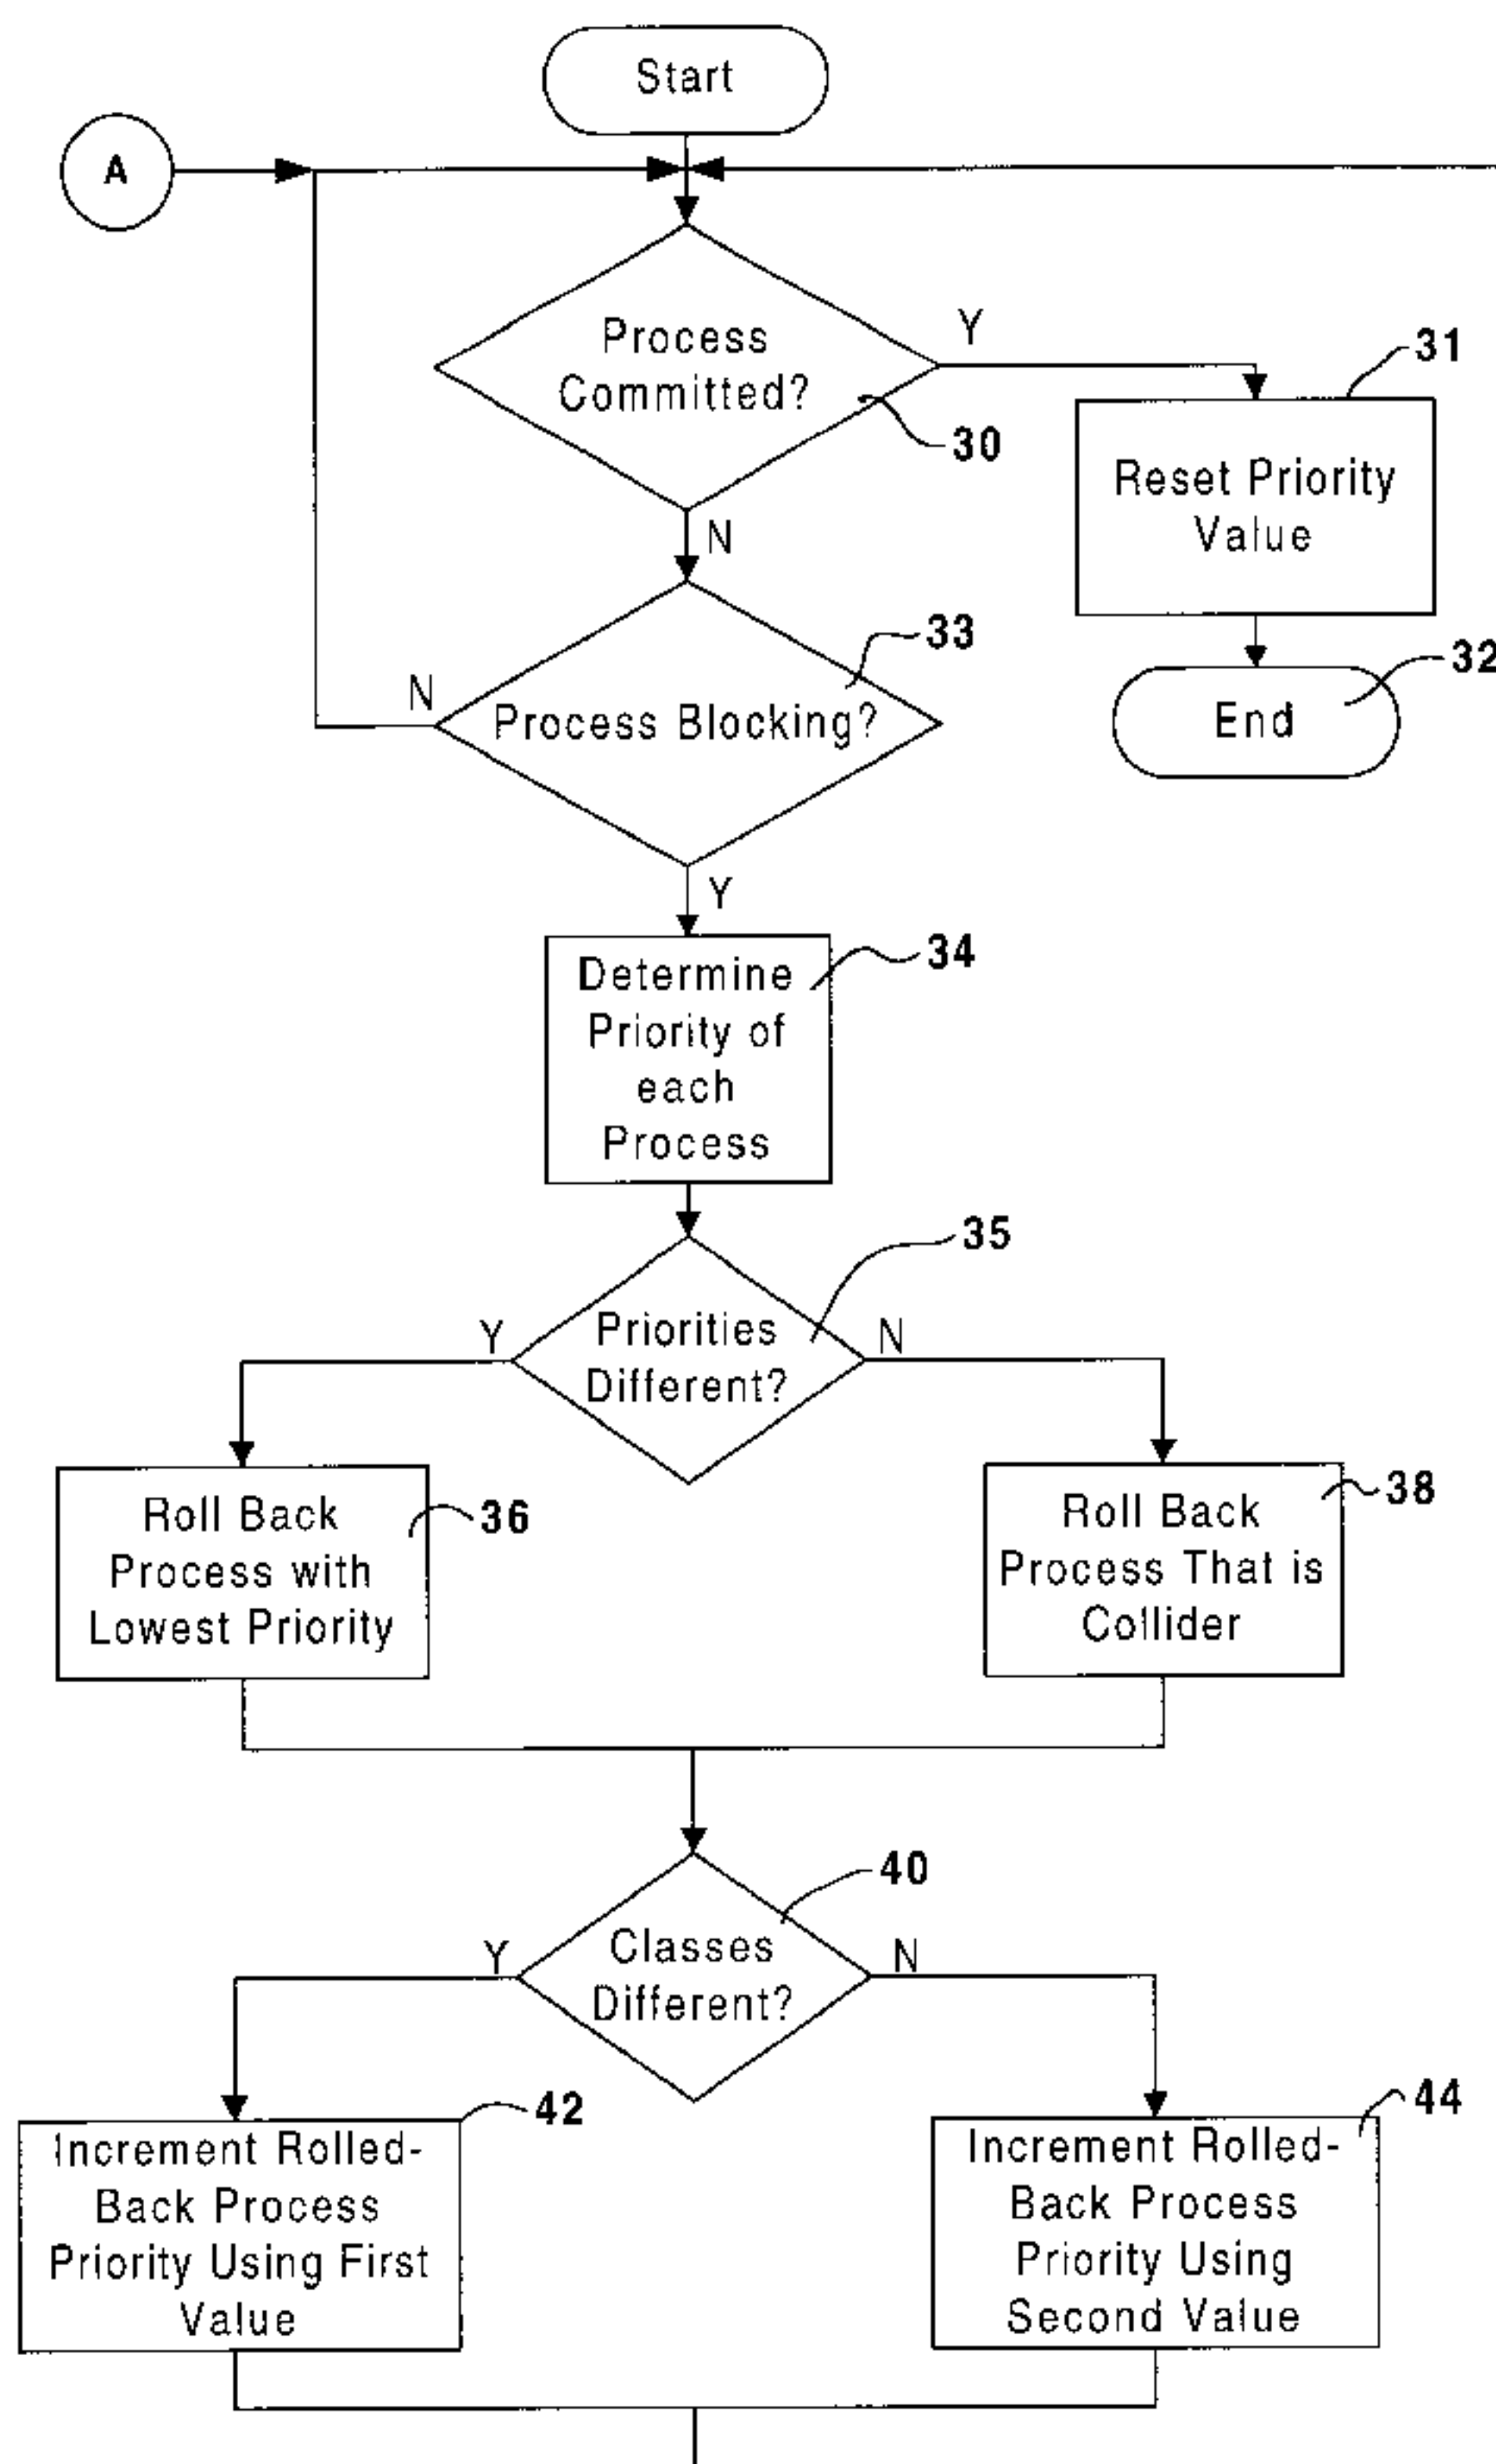 Start
A
Process
Committed?
Y
30
31
Reset Priority
Value
N
32
End
33
N
Process Blocking?
Y
34
Determine
Priority of
each
Process
35
Y
Priorities
Different?
N
36
Roll Back
Process with
Lowest Priority
38
Roll Back
Process That is
Collider
40
Y
Classes
Different?
N
42
Increment Rolled-
Back Process
Priority Using First
Value
44
Increment Rolled-
Back Process
Priority Using
Second Value